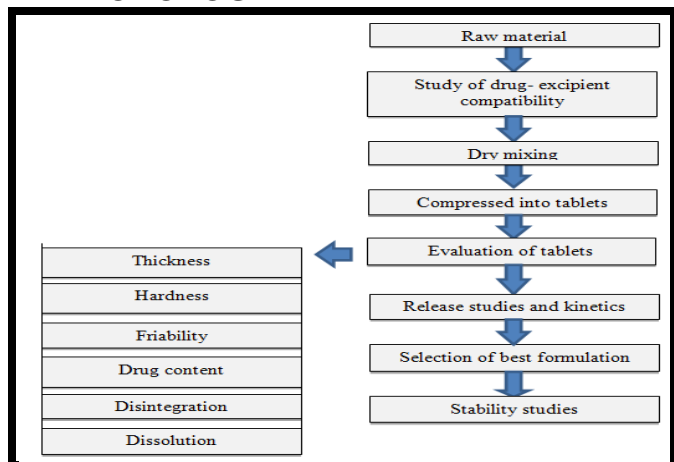 Raw material
Study of drug- excipient
compatibility
Dry mixing
Compressed into tablets
Evaluation of tablets
Release studies and kinetics
Selection of best formulation
Stability studies
Thickness
Hardness
Friability
Drug content
Disintegration
Dissolution